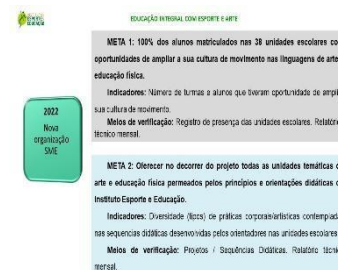 EDUCAÇÃO INTEGRAL COM ESPORTE E ARTE
META 1: 100% dos alunos matriculados nas 38 unidades escolares co
oportunidades de ampliar a sua cultura de movimento nas linguagens de arte
educação física.
Indicadores: Número de turmas e alunos que tiveram oportunidade de ampli
sua cultura de movimento.
Meios de verificação: Registro de presença das unidades escolares. Relatóri
técnico mensal.
2022
Nova
organização
SME
META 2: Oferecer no decorrer do projeto todas as unidades temáticas d
arte e educação física permeados pelos princípios e orientações didáticas d
Instituto Esporte e Educação.
Indicadores: Diversidade (tipos) de práticas corporais/artísticas contemplad
nas sequencias didáticas desenvolvidas pelos orientadores nas unidades escolares
Meios de verificação: Projetos / Sequências Didáticas. Relatório técnic
mensal.